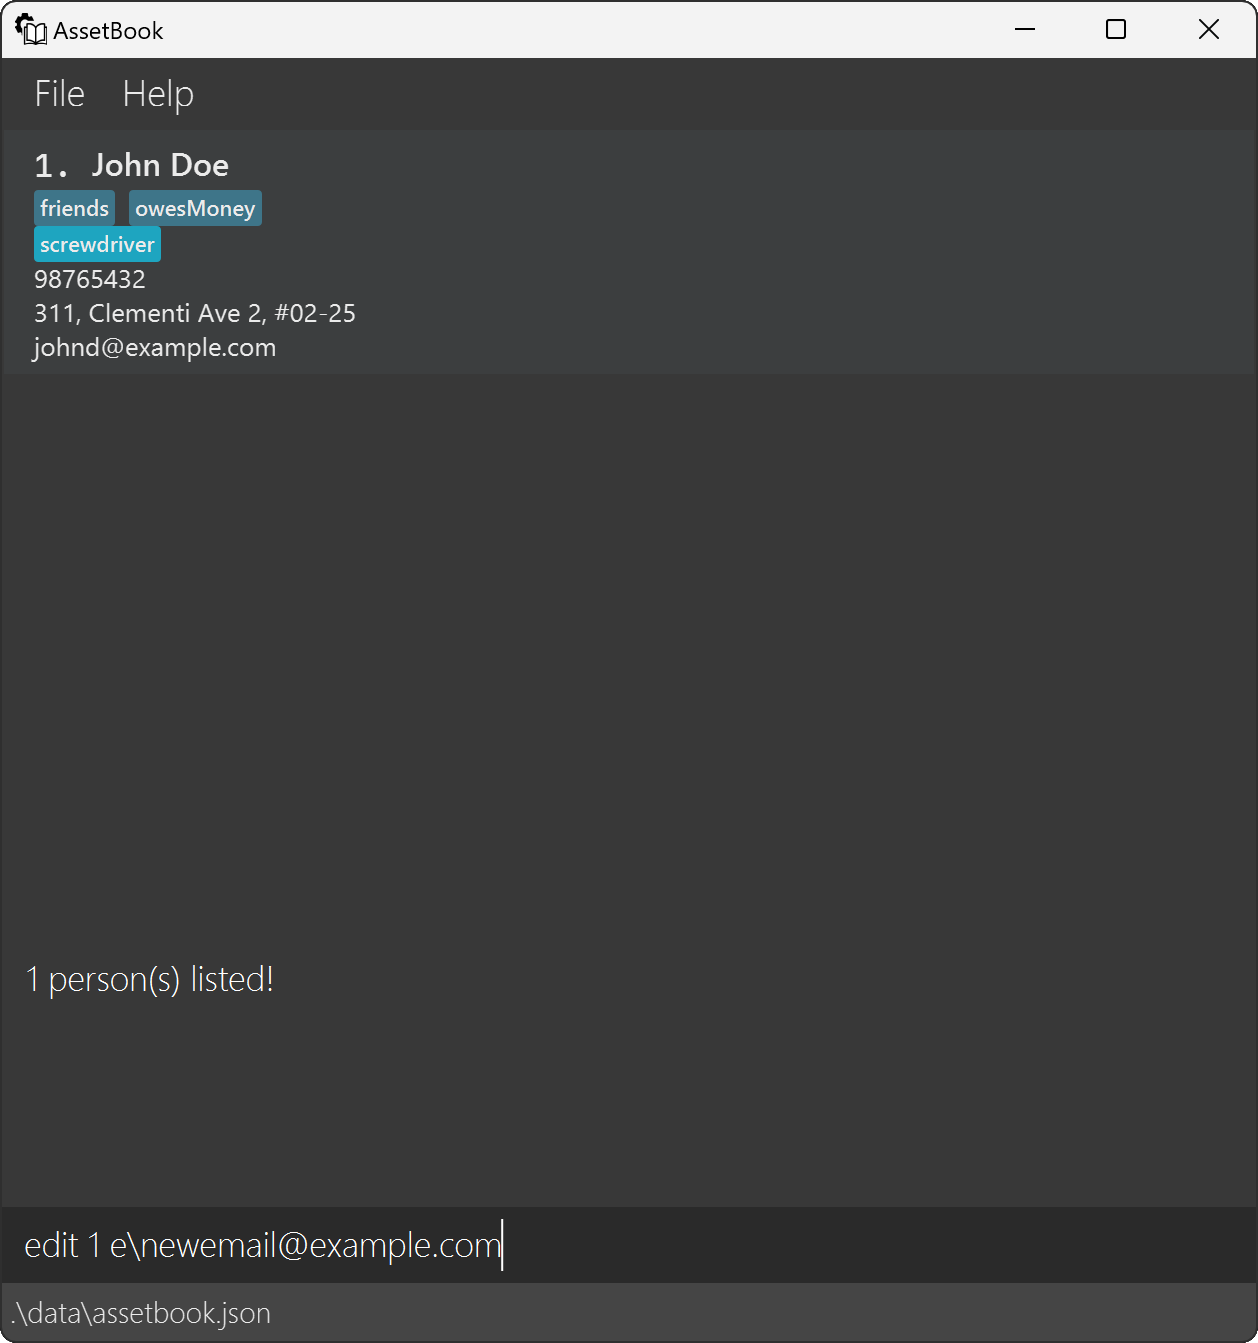 AssetBook
File Help
1. John Doe
friends owesMoney
screwdriver
98765432
311, Clementi Ave 2, #02-25
johnd@example.com
1 person(s) listed!
edit 1 e\newemail@example.com
.\data\assetbook.json